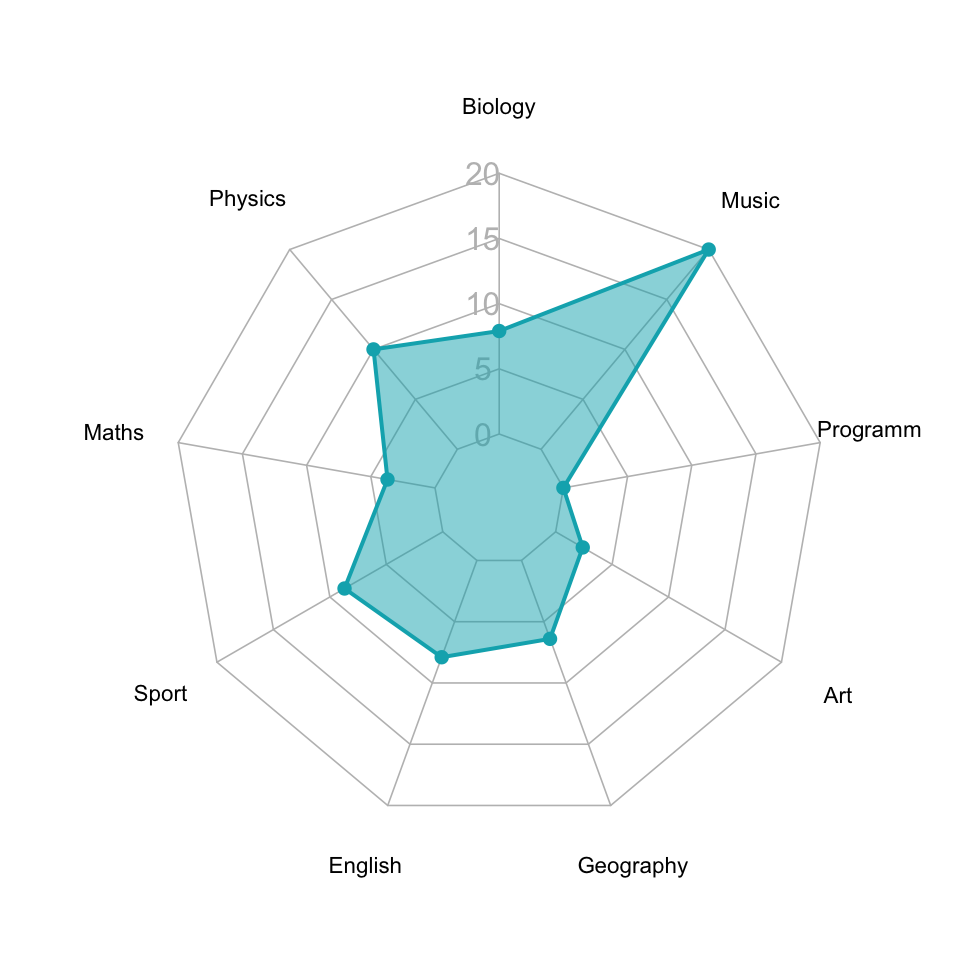 Biology
20
Physics
Music
15
10
5
Maths
0
Programm
Sport
Art
English
Geography